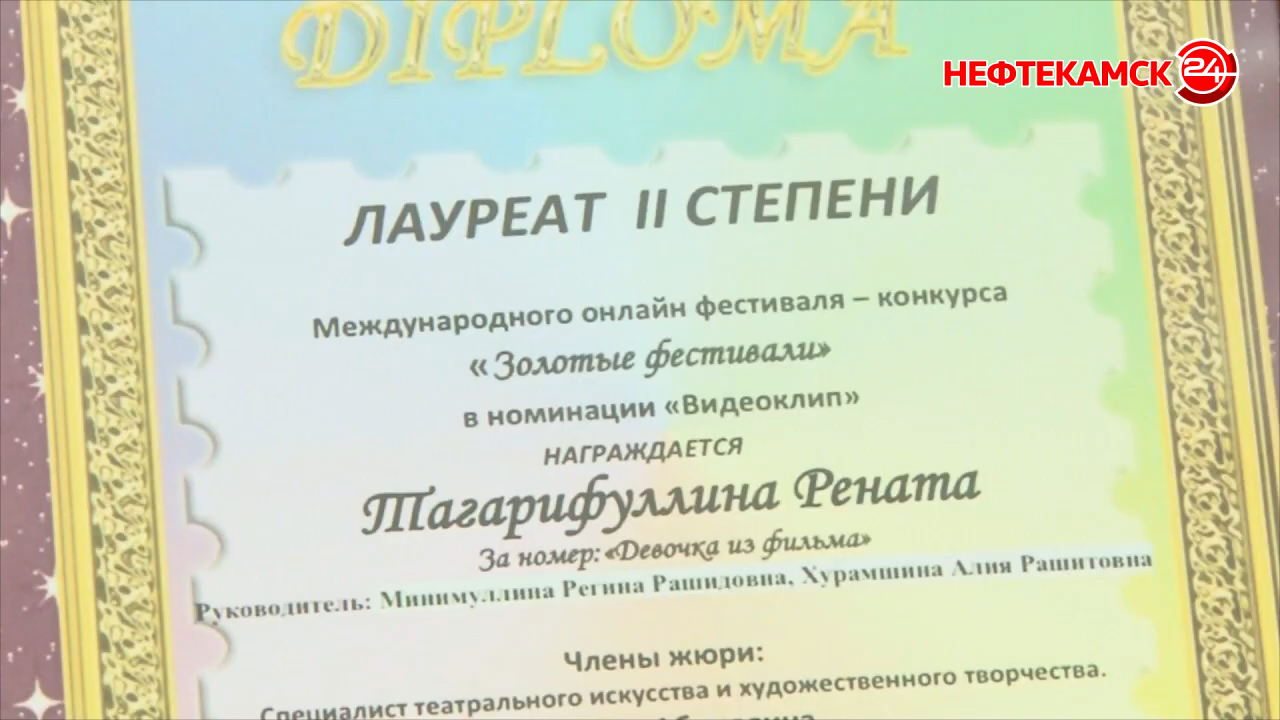 DIPLOMA
НЕФТЕКАМСК 24
ЛАУРЕАТ II СТЕПЕНИ
Международного онлайн фестиваля – конкурса
«Золотые фестивали»
в номинации «Видеоклип»
НАГРАЖДАЕТСЯ
Тагарифуллина Рената
За номер: «Девочка из фильма»
Руководитель: Минимуллина Регина Рашидовна, Хурамшина Алия Рашитовна
Члены жюри:
Специалист театрального искусства и художественного творчества.